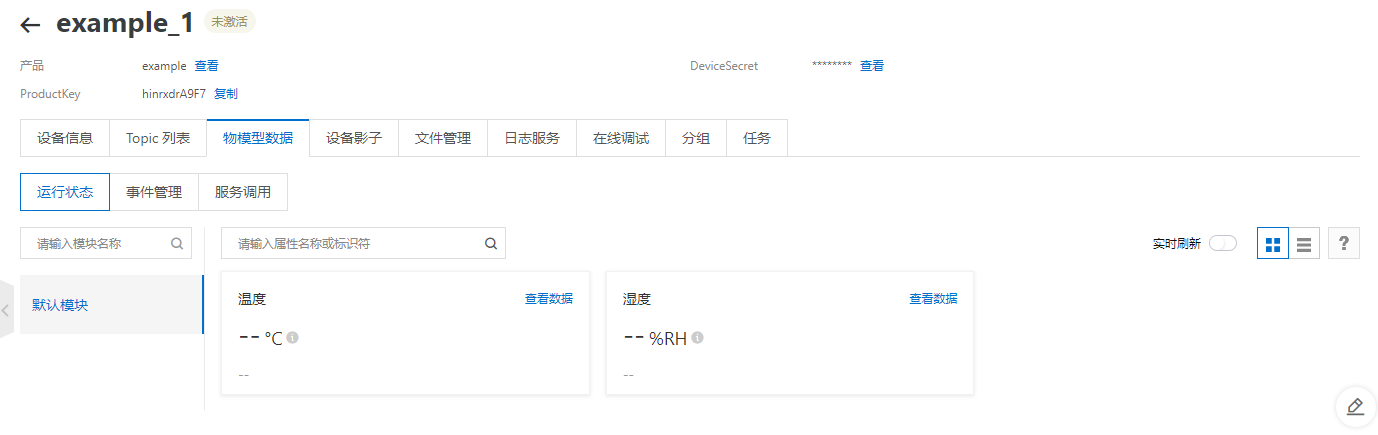 example_1 未激活
产品 example 查看 DeviceSecret ******** 查看
ProductKey hinrxdrA9F7 复制
设备信息 Topic 列表 物模型数据 设备影子 文件管理 日志服务 在线调试 分组 任务
运行状态 事件管理 服务调用
请输入模块名称 请输入属性名称或标识符 实时刷新 ?
默认模块
温度 查看数据 湿度 查看数据
-- °C -- %RH
-- --